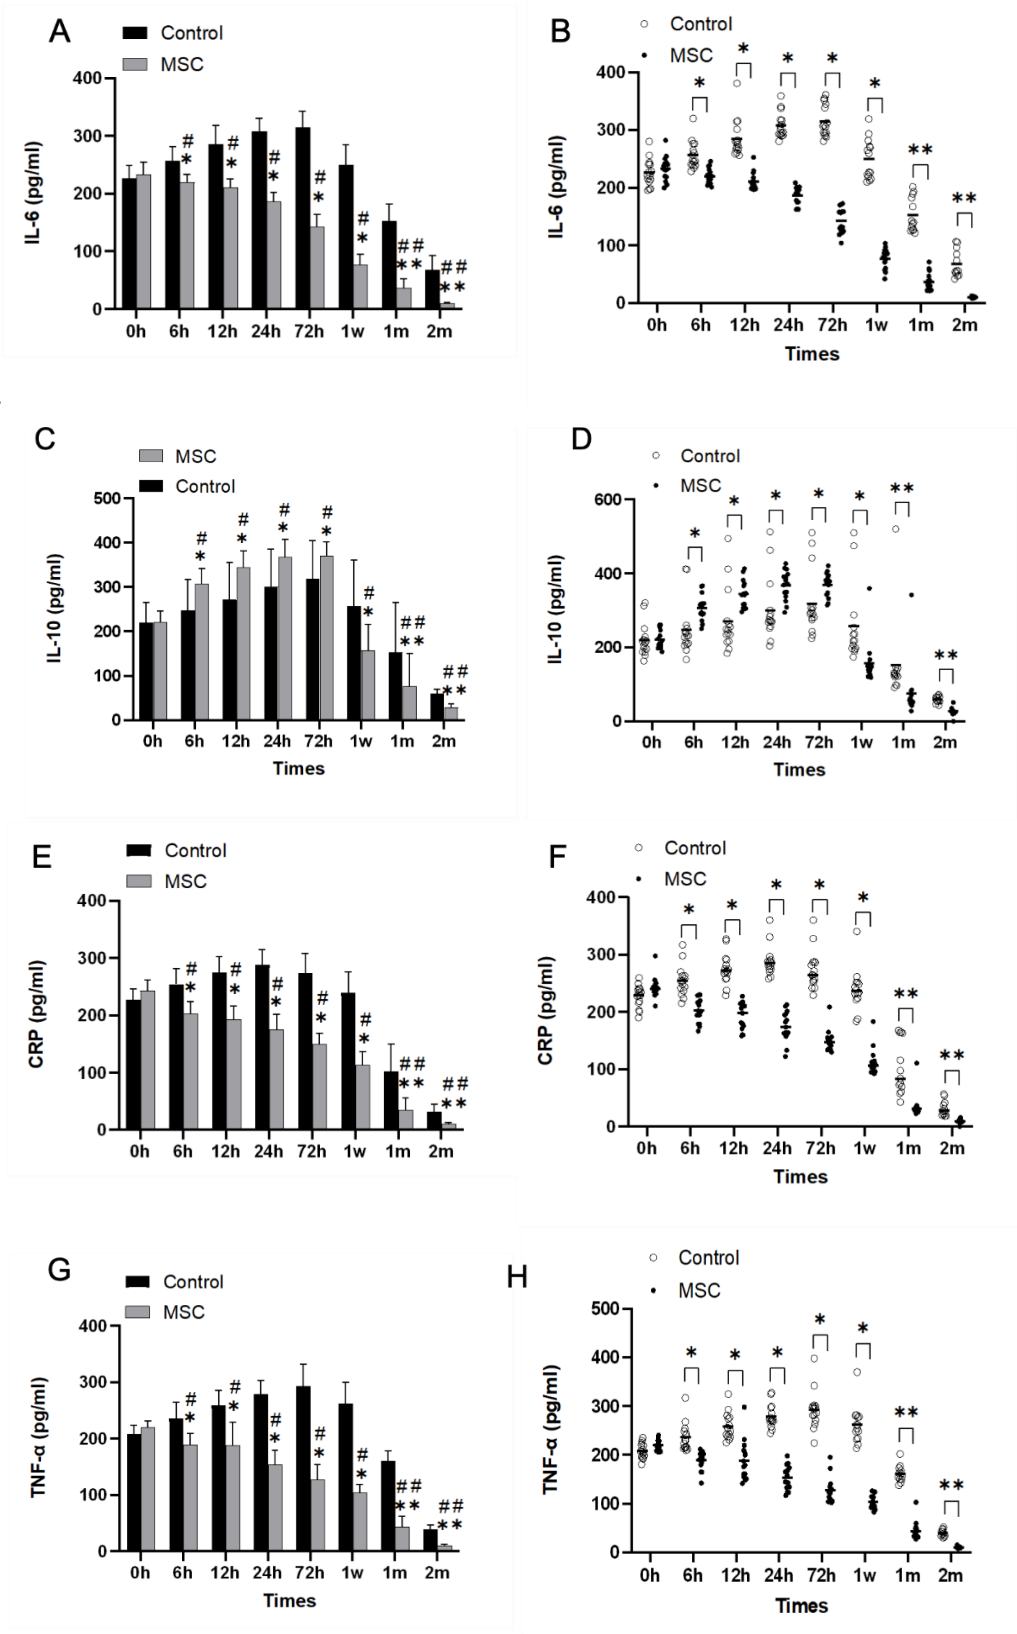 A
Control
MSC
400
300
200
100
0
IL-6 (pg/ml)
#
*
#
*
#
*
#
*
#
*
##
**
##
**
0h 6h 12h 24h 72h 1w 1m 2m
Times
B
Control
MSC
400
300
200
100
0
IL-6 (pg/ml)
* * * * * ** **
0h 6h 12h 24h 72h 1w 1m 2m
Times
C
MSC
Control
500
400
300
200
100
0
IL-10 (pg/ml)
#
*
#
*
#
*
#
*
#
*
##
**
##
**
0h 6h 12h 24h 72h 1w 1m 2m
Times
D
Control
MSC
600
400
200
0
IL-10 (pg/ml)
* * * * * ** **
0h 6h 12h 24h 72h 1w 1m 2m
Times
E
Control
MSC
400
300
200
100
0
CRP (pg/ml)
#
*
#
*
#
*
#
*
#
*
##
**
##
**
0h 6h 12h 24h 72h 1w 1m 2m
F
Control
MSC
400
300
200
100
0
CRP (pg/ml)
* * * * * ** **
0h 6h 12h 24h 72h 1w 1m 2m
Times
G
Control
MSC
400
300
200
100
0
TNF-α (pg/ml)
#
*
#
*
#
*
#
*
#
*
##
**
##
**
0h 6h 12h 24h 72h 1w 1m 2m
Times
H
Control
MSC
500
400
300
200
100
0
TNF-α (pg/ml)
* * * * * ** **
0h 6h 12h 24h 72h 1w 1m 2m
Times